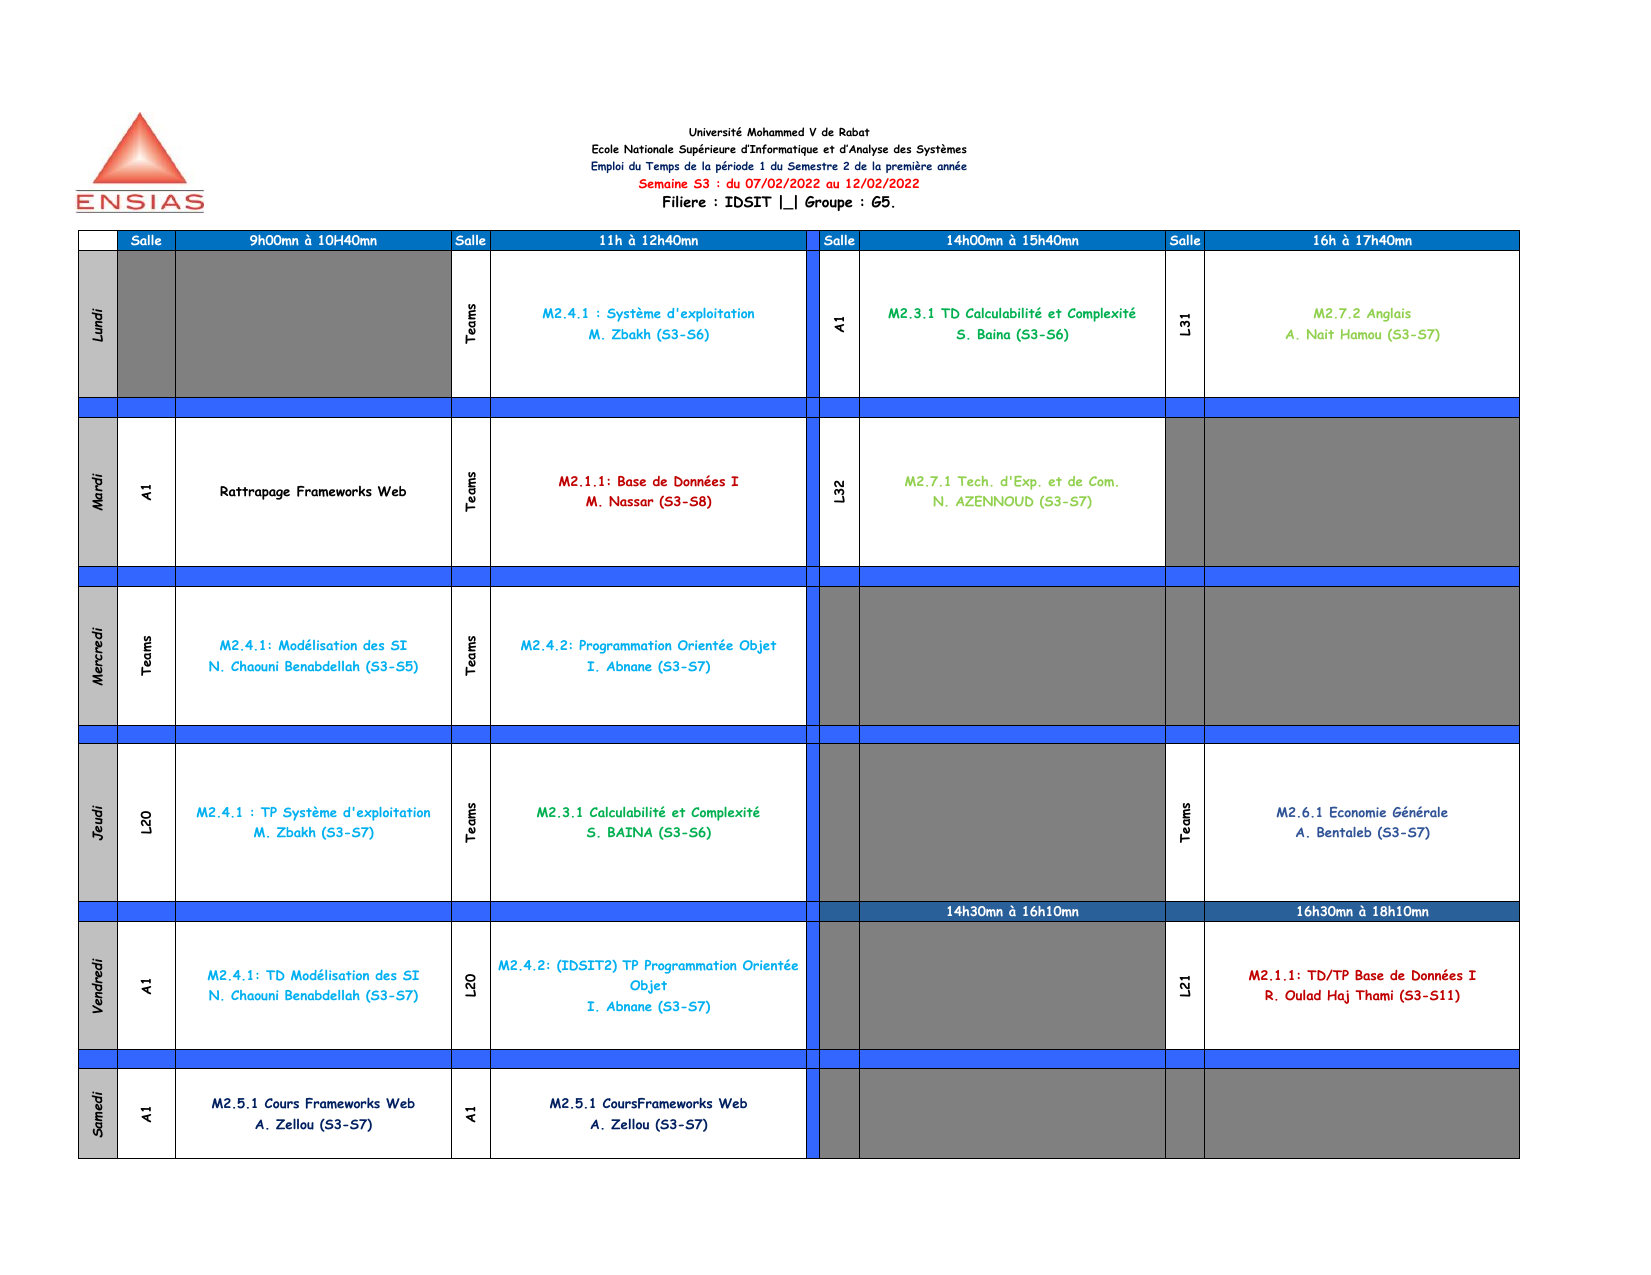 ENSIAS
Université Mohammed V de Rabat
Ecole Nationale Supérieure d'Informatique et d'Analyse des Systèmes
Emploi du Temps de la période 1 du Semestre 2 de la première année
Semaine S3 : du 07/02/2022 au 12/02/2022
Filiere : IDSIT |_| Groupe : G5.
Salle 9h00mn à 10H40mn Salle 11h à 12h40mn Salle 14h00mn à 15h40mn Salle 16h à 17h40mn
Lundi
Teams
M2.4.1 : Système d'exploitation
M. Zbakh (S3-S6)
A1
M2.3.1 TD Calculabilité et Complexité
S. Baina (S3-S6)
L31
M2.7.2 Anglais
A. Nait Hamou (S3-S7)
Mardi
A1
Rattrapage Frameworks Web
Teams
M2.1.1: Base de Données I
M. Nassar (S3-S8)
L32
M2.7.1 Tech. d'Exp. et de Com.
N. AZENNOUD (S3-S7)
Mercredi
Teams
M2.4.1: Modélisation des SI
N. Chaouni Benabdellah (S3-S5)
Teams
M2.4.2: Programmation Orientée Objet
I. Abnane (S3-S7)
Jeudi
L20
M2.4.1 : TP Système d'exploitation
M. Zbakh (S3-S7)
Teams
M2.3.1 Calculabilité et Complexité
S. BAINA (S3-S6)
Teams
M2.6.1 Economie Générale
A. Bentaleb (S3-S7)
14h30mn à 16h10mn 16h30mn à 18h10mn
Vendredi
A1
M2.4.1: TD Modélisation des SI
N. Chaouni Benabdellah (S3-S7)
L20
M2.4.2: (IDSIT2) TP Programmation Orientée
Objet
I. Abnane (S3-S7)
L21
M2.1.1: TD/TP Base de Données I
R. Oulad Haj Thami (S3-S11)
Samedi
A1
M2.5.1 Cours Frameworks Web
A. Zellou (S3-S7)
A1
M2.5.1 CoursFrameworks Web
A. Zellou (S3-S7)